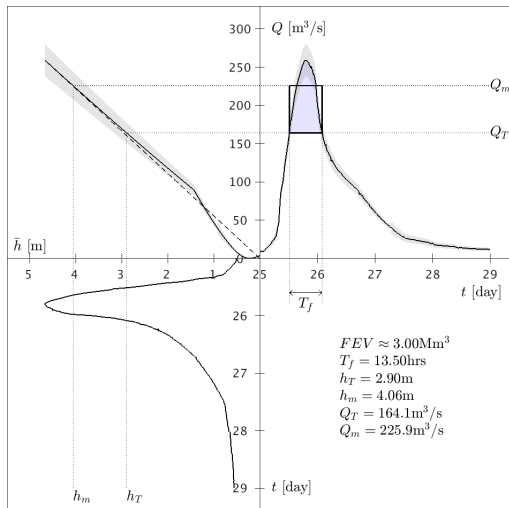 Q [m³/s]
300
250
200
150
100
50
Q_m
Q_T
h̄ [m]
5 4 3 2 1 25 26 27 28 29
t [day]
T_f
26
27
28
29
FEV ≈ 3.00Mm³
T_f = 13.50hrs
h_T = 2.90m
h_m = 4.06m
Q_T = 164.1m³/s
Q_m = 225.9m³/s
h_m h_T
t [day]